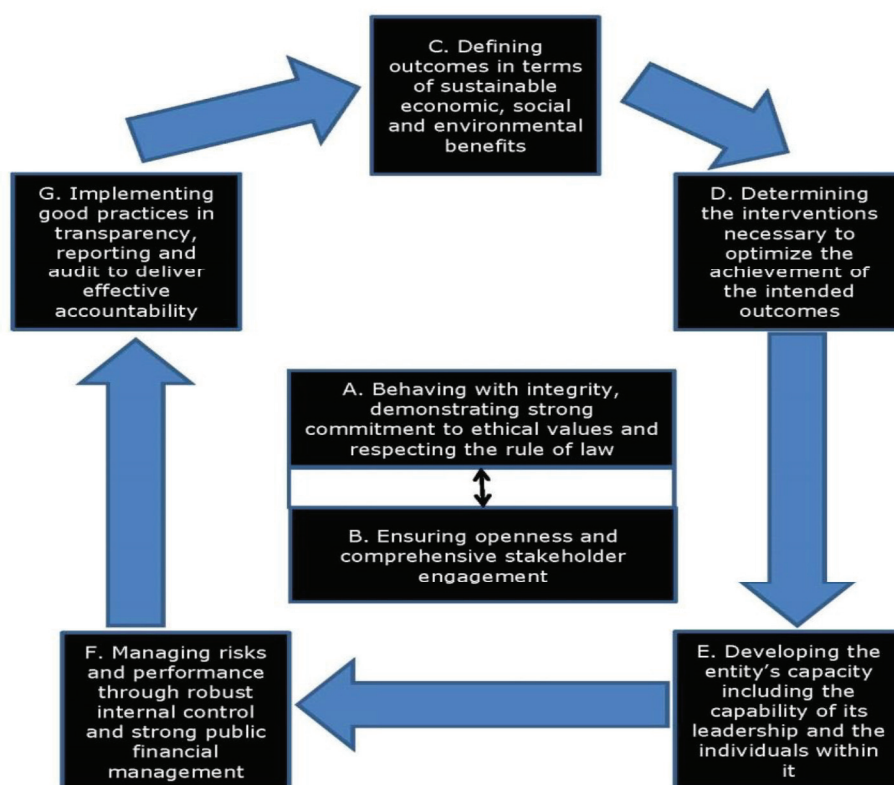 C. Defining
outcomes in terms
of sustainable
economic, social
and environmental
benefits
G. Implementing
good practices in
transparency,
reporting and
audit to deliver
effective
accountability
D. Determining
the interventions
necessary to
optimize the
achievement of
the intended
outcomes
A. Behaving with integrity,
demonstrating strong
commitment to ethical values and
respecting the rule of law
B. Ensuring openness and
comprehensive stakeholder
engagement
F. Managing risks
and performance
through robust
internal control
and strong public
financial
management
E. Developing the
entity’s capacity
including the
capability of its
leadership and the
individuals within
it